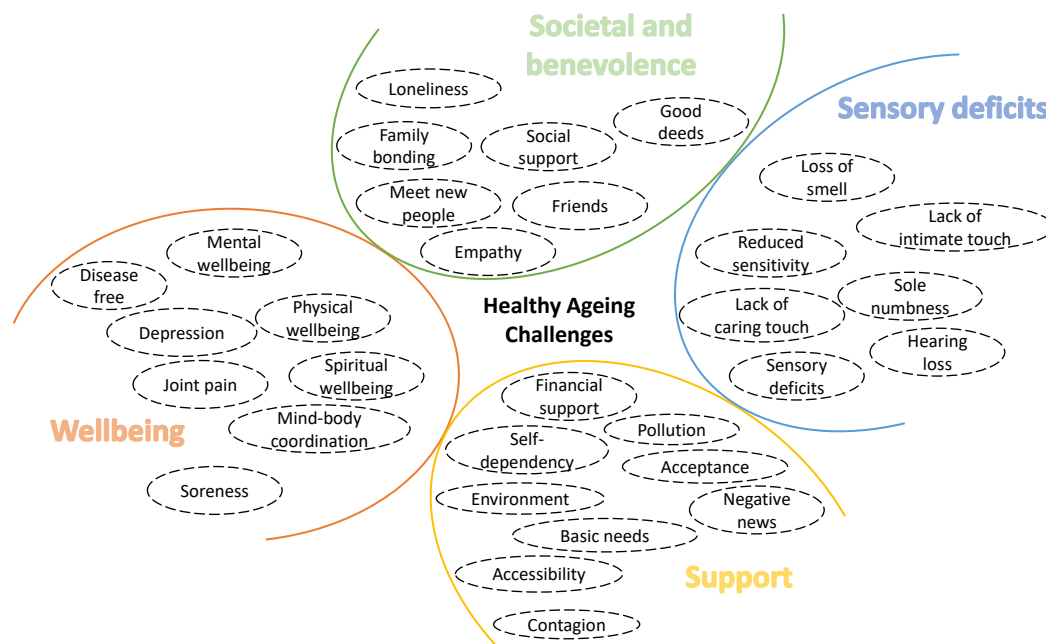 Societal and
benevolence
Loneliness
Good
deeds
Family
bonding
Social
support
Meet new
people
Friends
Empathy
Sensory deficits
Loss of
smell
Lack of
intimate touch
Reduced
sensitivity
Sole
numbness
Lack of
caring touch
Hearing
loss
Sensory
deficits
Healthy Ageing
Challenges
Mental
wellbeing
Disease
free
Physical
wellbeing
Depression
Spiritual
wellbeing
Joint pain
Mind-body
coordination
Wellbeing
Soreness
Financial
support
Pollution
Self-
dependency
Acceptance
Environment
Negative
news
Basic needs
Accessibility
Support
Contagion